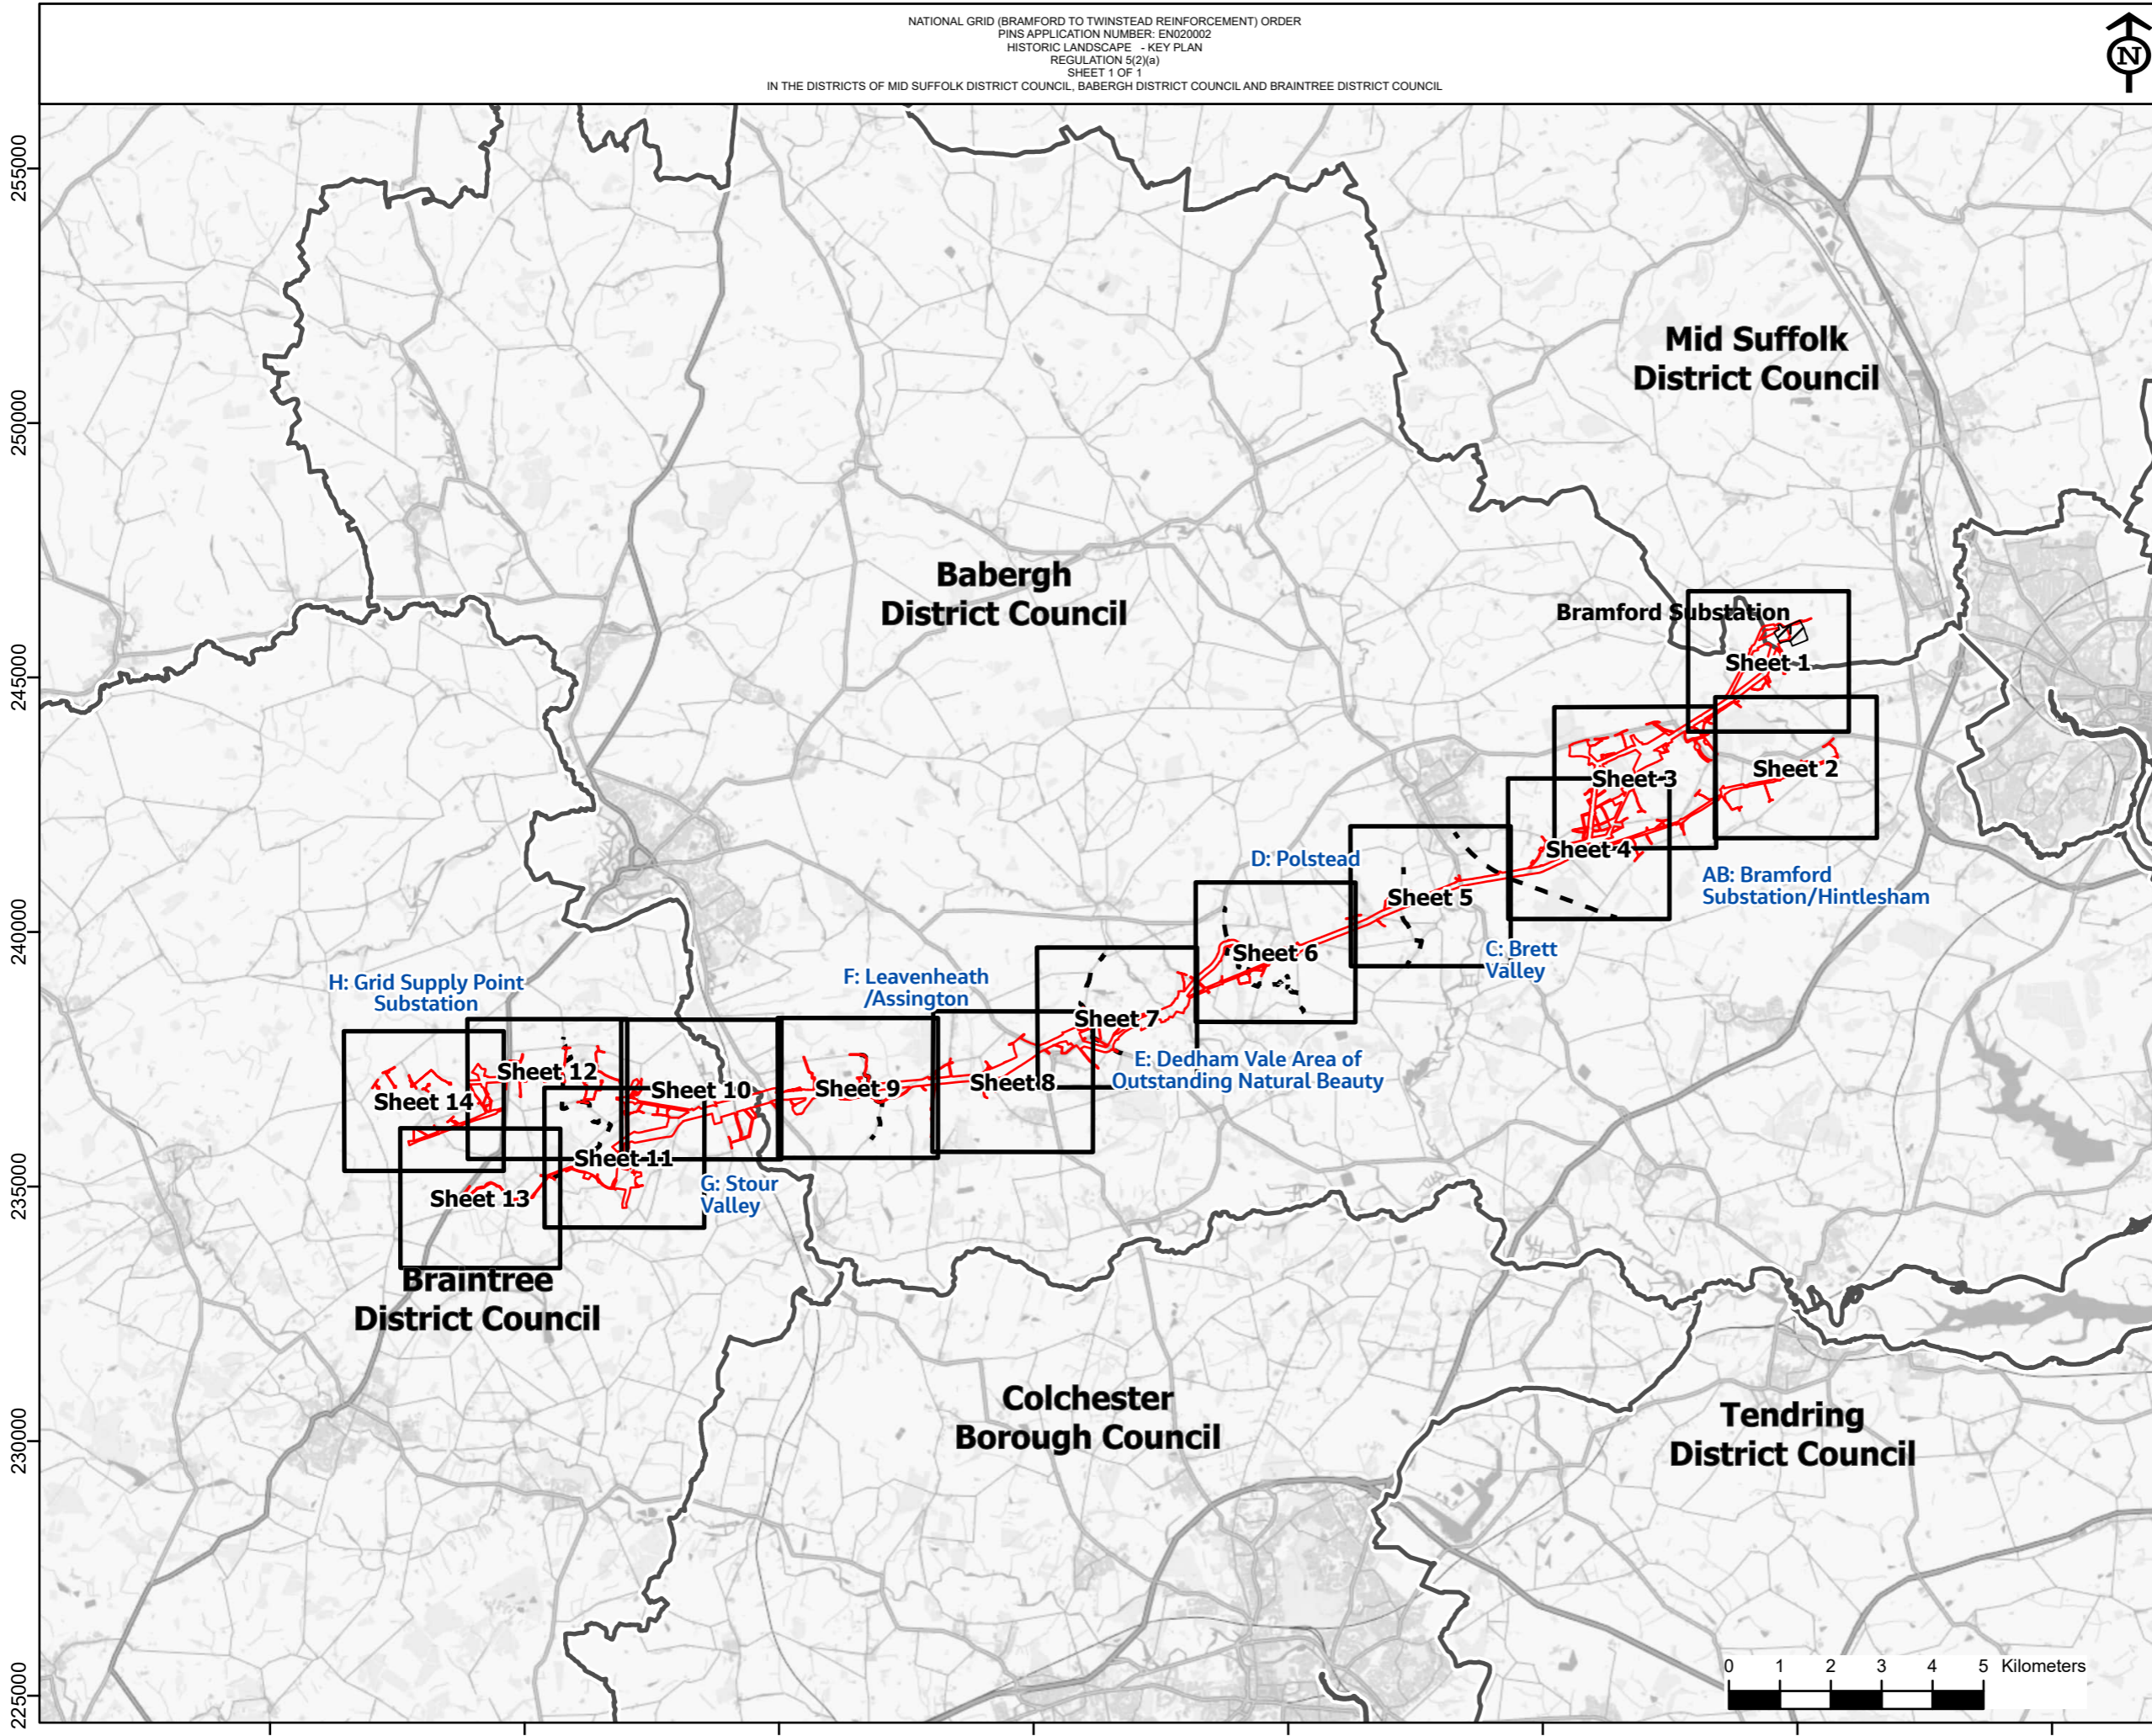 NATIONAL GRID (BRAMFORD TO TWINSTEAD REINFORCEMENT) ORDER
PINS APPLICATION NUMBER: EN020002
HISTORIC LANDSCAPE - KEY PLAN
REGULATION 5(2)(a)
SHEET 1 OF 1
IN THE DISTRICTS OF MID SUFFOLK DISTRICT COUNCIL, BABERGH DISTRICT COUNCIL AND BRAINTREE DISTRICT COUNCIL
N
255000
250000
245000
240000
235000
230000
225000
Mid Suffolk
District Council
Babergh
District Council
Bramford Substation
Sheet 1
Sheet 2
Sheet 3
Sheet 4
AB: Bramford
Substation/Hintlesham
D: Polstead
Sheet 5
C: Brett
Valley
Sheet 6
Sheet 7
E: Dedham Vale Area of
Outstanding Natural Beauty
F: Leavenheath
/Assington
Sheet 8
Sheet 9
H: Grid Supply Point
Substation
Sheet 10
Sheet 12
Sheet 14
Sheet 11
Sheet 13
G: Stour
Valley
Braintree
District Council
Colchester
Borough Council
Tendring
District Council
0 1 2 3 4 5 Kilometers